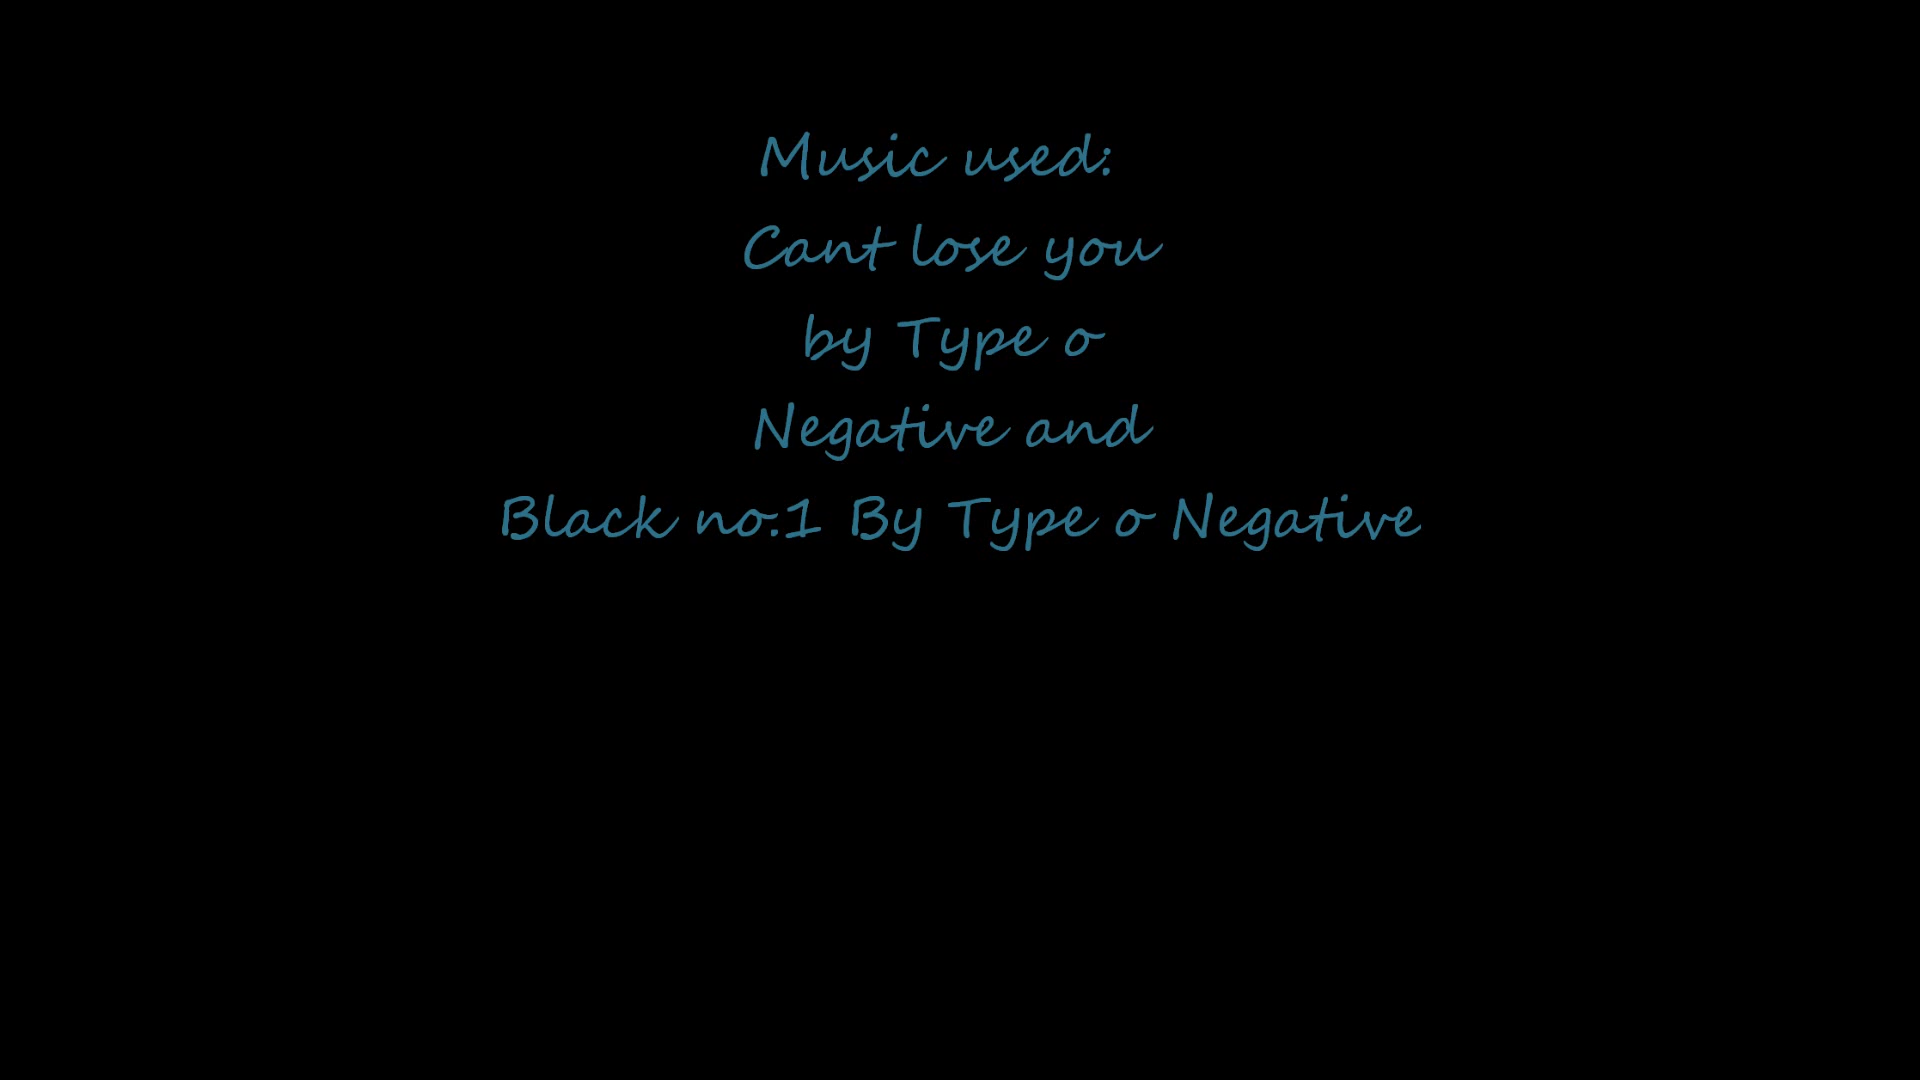 Music used:
Cant lose you
by Type o
Negative and
Black no.1 By Type o Negative